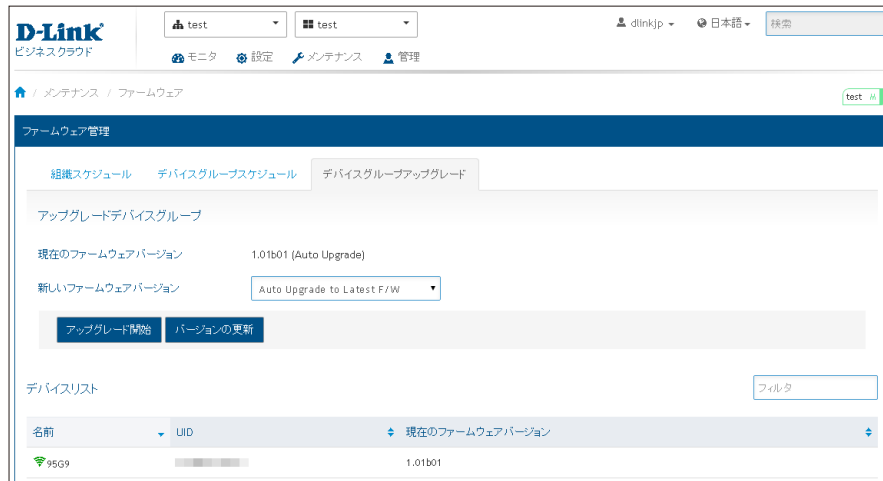 D-Link
ビジネスクラウド
test
test
dlinkjp
日本語
検索
モニタ 設定 メンテナンス 管理
/ メンテナンス / ファームウェア
test
ファームウェア管理
組織スケジュール デバイスグループスケジュール デバイスグループアップグレード
アップグレードデバイスグループ
現在のファームウェアバージョン 1.01b01 (Auto Upgrade)
新しいファームウェアバージョン Auto Upgrade to Latest F/W
アップグレード開始 バージョンの更新
デバイスリスト フィルタ
名前 UID 現在のファームウェアバージョン
95G9 1.01b01